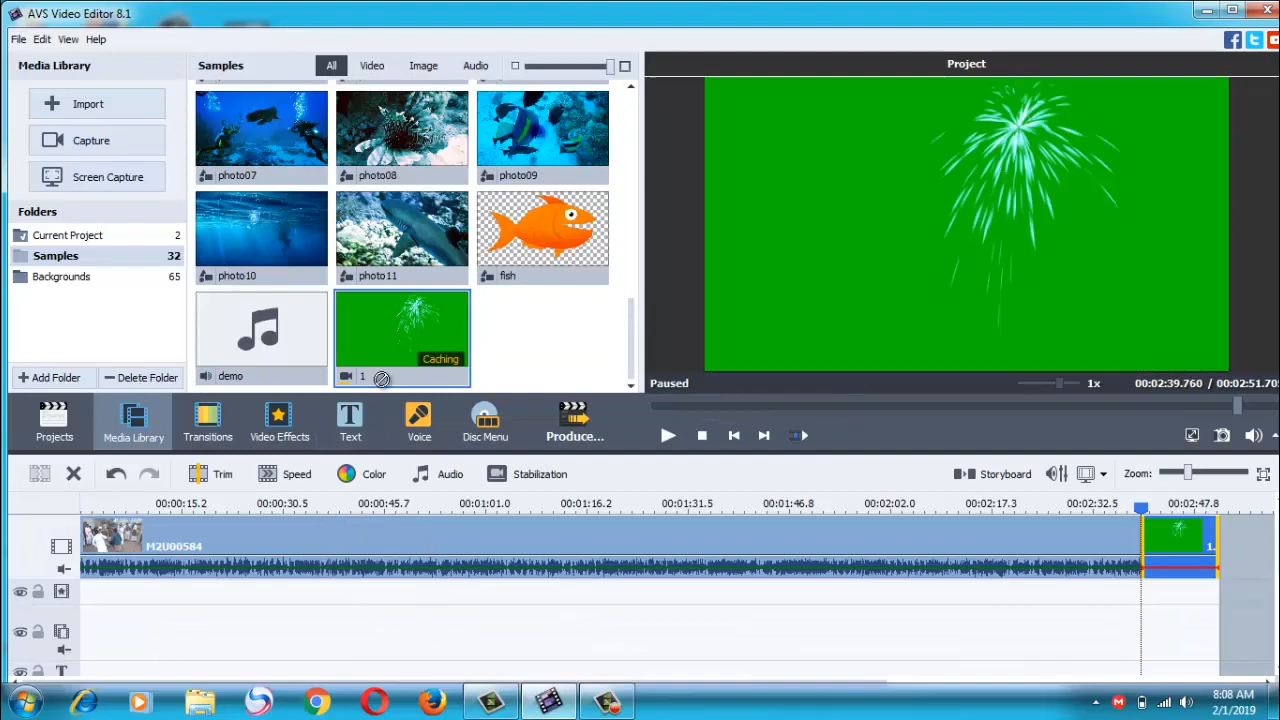 AVS Video Editor 8.1
File Edit View Help
Media Library
Samples
All Video Image Audio
Project
Import
Capture
Screen Capture
photo07
photo08
photo09
Folders
Current Project 2
Samples 32
Backgrounds 65
photo10
photo11
fish
Caching
demo
1
+ Add Folder
− Delete Folder
Paused
1x
00:02:39.760 / 00:02:51.705
Projects
Media Library
Transitions
Video Effects
Text
Voice
Disc Menu
Produce...
Trim
Speed
Color
Audio
Stabilization
Storyboard
Zoom:
00:00:15.2 00:00:30.5 00:00:45.7 00:01:01.0 00:01:16.2 00:01:31.5 00:01:46.8 00:02:02.0 00:02:17.3 00:02:32.5 00:02:47.8
M2U00584
1.
8:08 AM
2/1/2019